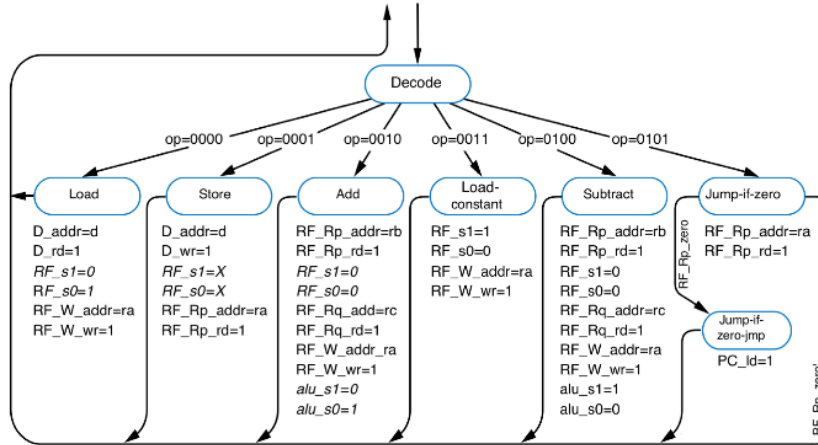 Decode
op=0000
op=0001
op=0010
op=0011
op=0100
op=0101
Load
D_addr=d
D_rd=1
RF_s1=0
RF_s0=1
RF_W_addr=ra
RF_W_wr=1
Store
D_addr=d
D_wr=1
RF_s1=X
RF_s0=X
RF_Rp_addr=ra
RF_Rp_rd=1
Add
RF_Rp_addr=rb
RF_Rp_rd=1
RF_s1=0
RF_s0=0
RF_Rq_add=rc
RF_Rq_rd=1
RF_W_addr_ra
RF_W_wr=1
alu_s1=0
alu_s0=1
Load-
constant
RF_s1=1
RF_s0=0
RF_W_addr=ra
RF_W_wr=1
Subtract
RF_Rp_addr=rb
RF_Rp_rd=1
RF_s1=0
RF_s0=0
RF_Rq_addr=rc
RF_Rq_rd=1
RF_W_addr=ra
RF_W_wr=1
alu_s1=1
alu_s0=0
Jump-if-zero
RF_Rp_addr=ra
RF_Rp_rd=1
RF_Rp_zero
Jump-if-
zero-jmp
PC_ld=1
RF_Rp_zero'